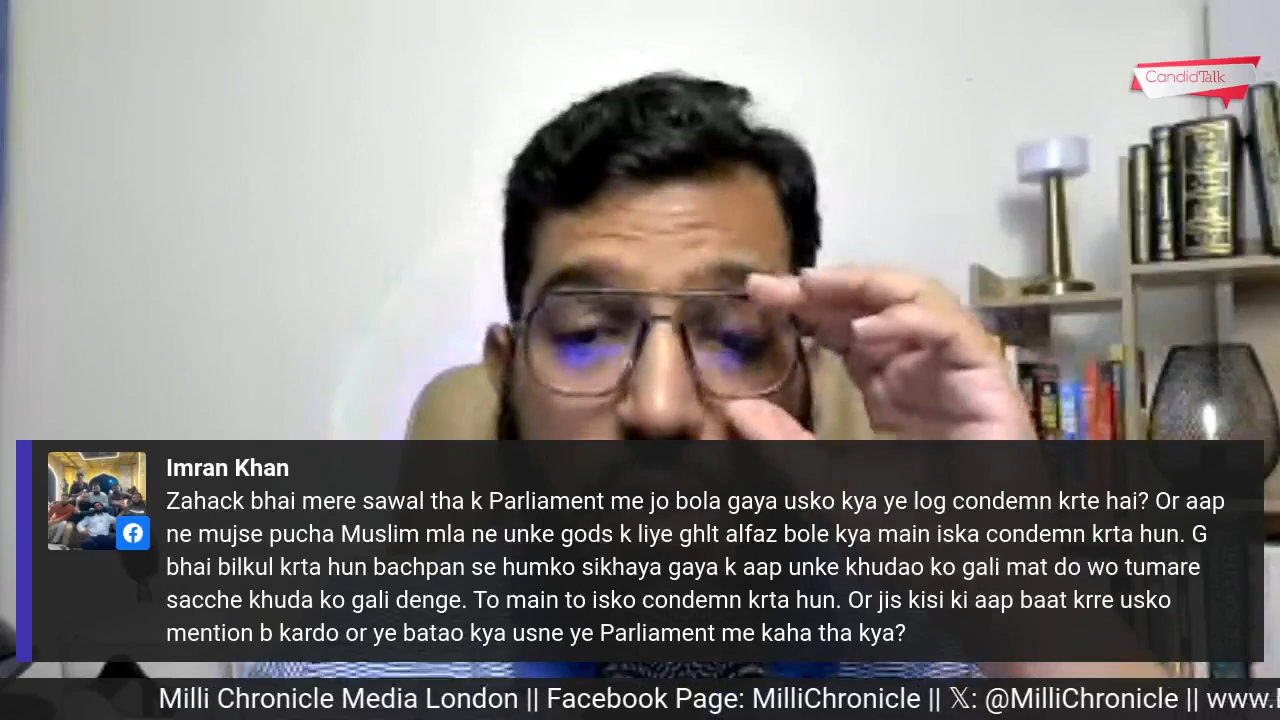 CandidTalk
Imran Khan
Zahack bhai mere sawal tha k Parliament me jo bola gaya usko kya ye log condemn krte hai? Or aap
ne mujse pucha Muslim mla ne unke gods k liye ghlt alfaz bole kya main iska condemn krta hun. G
bhai bilkul krta hun bachpan se humko sikhaya gaya k aap unke khudao ko gali mat do wo tumare
sacche khuda ko gali denge. To main to isko condemn krta hun. Or jis kisi ki aap baat krre usko
mention b kardo or ye batao kya usne ye Parliament me kaha tha kya?
Milli Chronicle Media London || Facebook Page: MilliChronicle || 𝕏: @MilliChronicle || www.